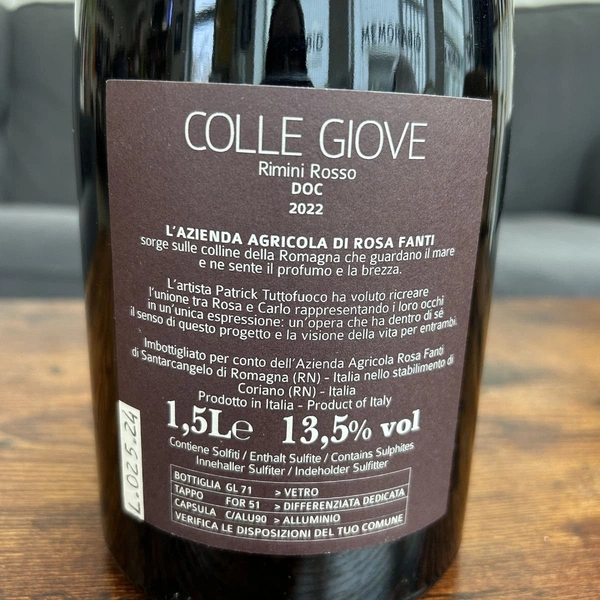 MEMORABIO
COLLE GIOVE
Rimini Rosso
DOC
2022
L'AZIENDA AGRICOLA DI ROSA FANTI
sorge sulle colline della Romagna che guardano il mare
e ne sente il profumo e la brezza.
L'artista Patrick Tuttofuoco ha voluto ricreare
l'unione tra Rosa e Carlo rappresentando i loro occhi
in un'unica espressione: un'opera che ha dentro di sé
il senso di questo progetto e la visione della vita per entrambi.
Imbottigliato per conto dell'Azienda Agricola Rosa Fanti
di Santarcangelo di Romagna (RN) - Italia nello stabilimento di
Coriano (RN) - Italia
Prodotto in Italia - Product of Italy
1,5L℮ 13,5% vol
Contiene Solfiti / Enthalt Sulfite / Contains Sulphites
Innehaller Sulfiter / Indeholder Sulfitter
BOTTIGLIA GL 71 > VETRO
TAPPO FOR 51 > DIFFERENZIATA DEDICATA
CAPSULA C/ALU90 > ALLUMINIO
VERIFICA LE DISPOSIZIONI DEL TUO COMUNE
L.025.24